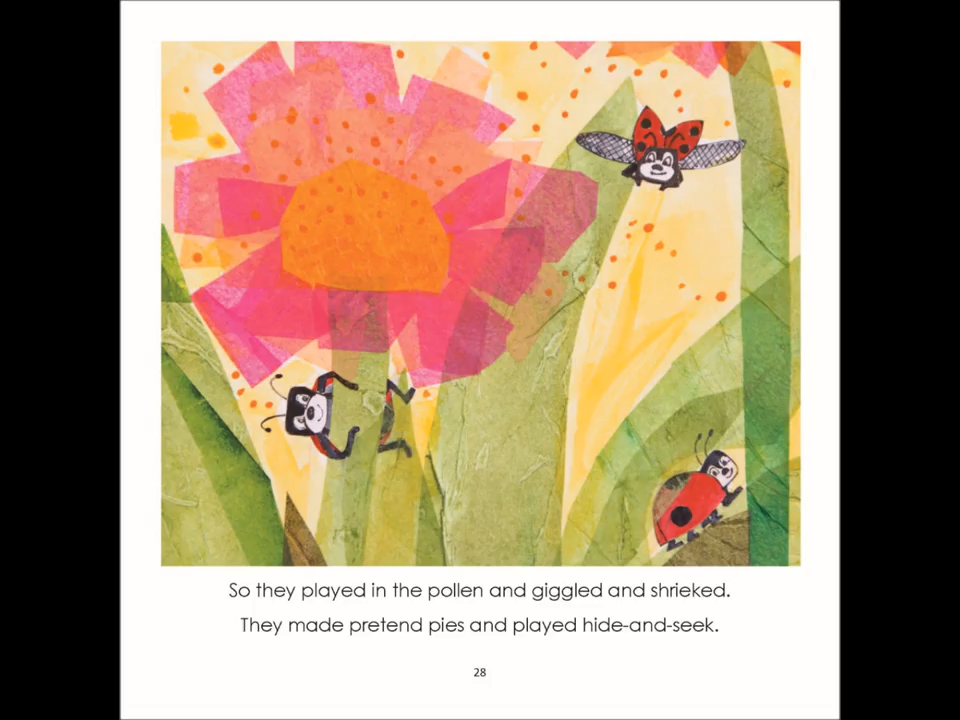 So they played in the pollen and giggled and shrieked.
They made pretend pies and played hide-and-seek.
28